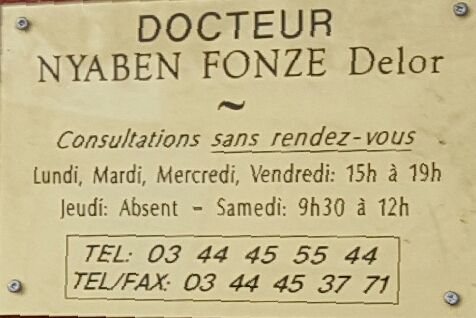 DOCTEUR
NYABEN FONZE Delor
~
Consultations sans rendez-vous
Lundi, Mardi, Mercredi, Vendredi: 15h à 19h
Jeudi: Absent - Samedi: 9h30 à 12h
TEL: 03 44 45 55 44
TEL/FAX: 03 44 45 37 71